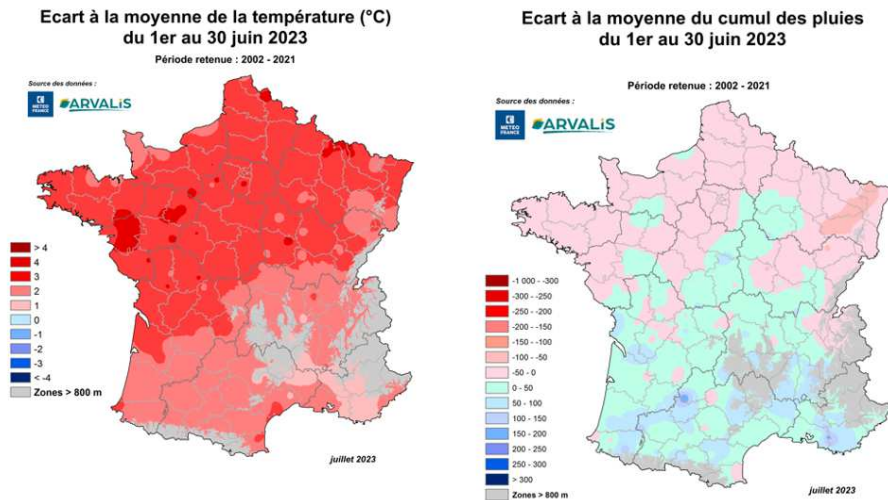 Ecart à la moyenne de la température (°C)
du 1er au 30 juin 2023
Période retenue : 2002 - 2021
Source des données :
METEO
FRANCE
ARVALIS
> 4
4
3
2
1
0
-1
-2
-3
< -4
Zones > 800 m
juillet 2023
Ecart à la moyenne du cumul des pluies
du 1er au 30 juin 2023
Période retenue : 2002 - 2021
Source des données :
METEO
FRANCE
ARVALIS
-1 000 - -300
-300 - -250
-250 - -200
-200 - -150
-150 - -100
-100 - -50
-50 - 0
0 - 50
50 - 100
100 - 150
150 - 200
200 - 250
250 - 300
> 300
Zones > 800 m
juillet 2023